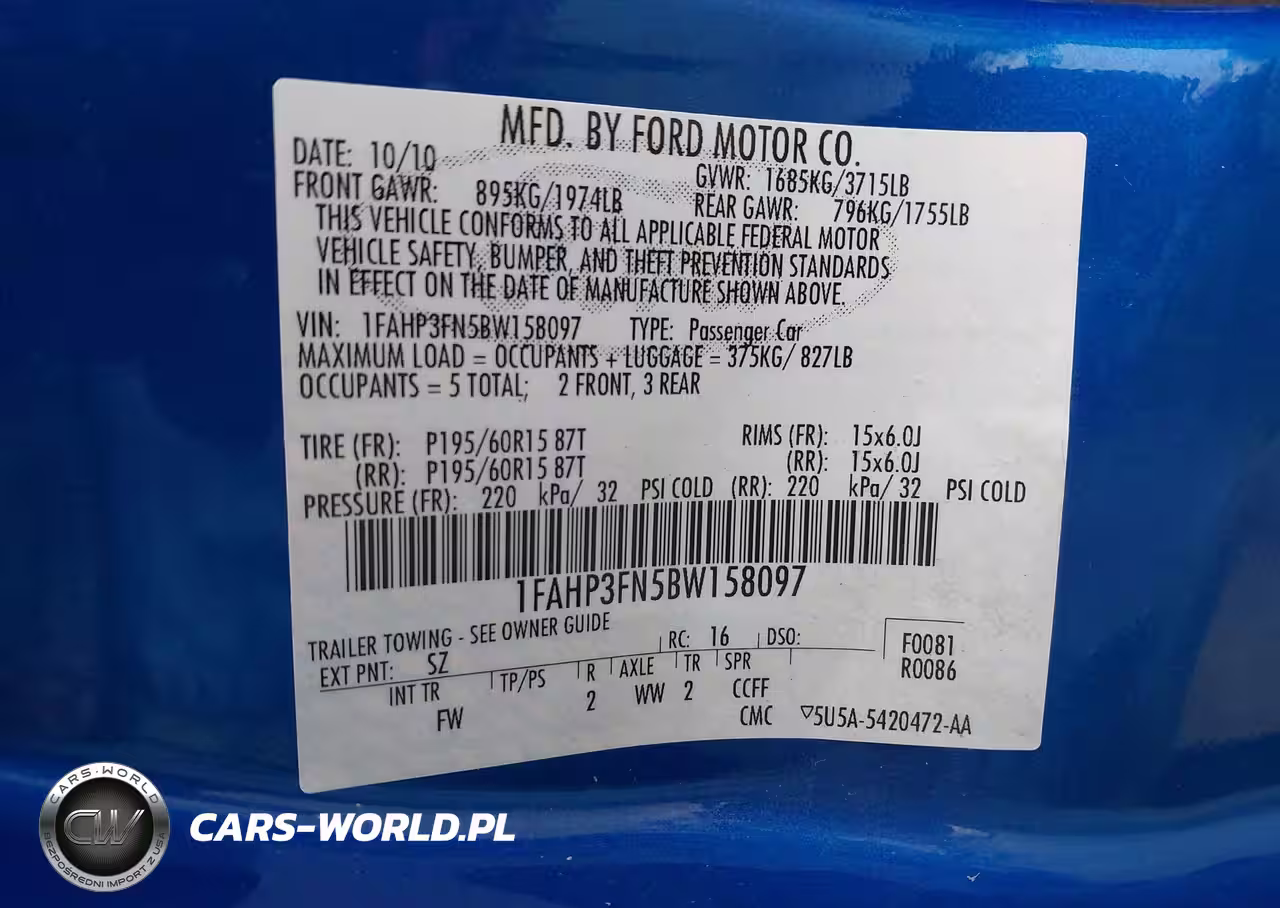 MFD. BY FORD MOTOR CO.
DATE: 10/10 GVWR: 1685KG/3715LB
FRONT GAWR: 895KG/1974LB REAR GAWR: 796KG/1755LB
THIS VEHICLE CONFORMS TO ALL APPLICABLE FEDERAL MOTOR
VEHICLE SAFETY, BUMPER, AND THEFT PREVENTION STANDARDS
IN EFFECT ON THE DATE OF MANUFACTURE SHOWN ABOVE.
VIN: 1FAHP3FN5BW158097 TYPE: Passenger Car
MAXIMUM LOAD = OCCUPANTS + LUGGAGE = 375KG/ 827LB
OCCUPANTS = 5 TOTAL; 2 FRONT, 3 REAR
TIRE (FR): P195/60R15 87T RIMS (FR): 15x6.0J
(RR): P195/60R15 87T (RR): 15x6.0J
PRESSURE (FR): 220 kPa/ 32 PSI COLD (RR): 220 kPa/ 32 PSI COLD
1FAHP3FN5BW158097
TRAILER TOWING - SEE OWNER GUIDE
EXT PNT: SZ RC: 16 DSO: F0081
R0086
INT TR TP/PS R AXLE TR SPR
FW 2 WW 2 CCFF
CMC ▽5U5A-5420472-AA
CARS-WORLD
CW
BEZPOŚREDNI IMPORT Z USA
CARS-WORLD.PL